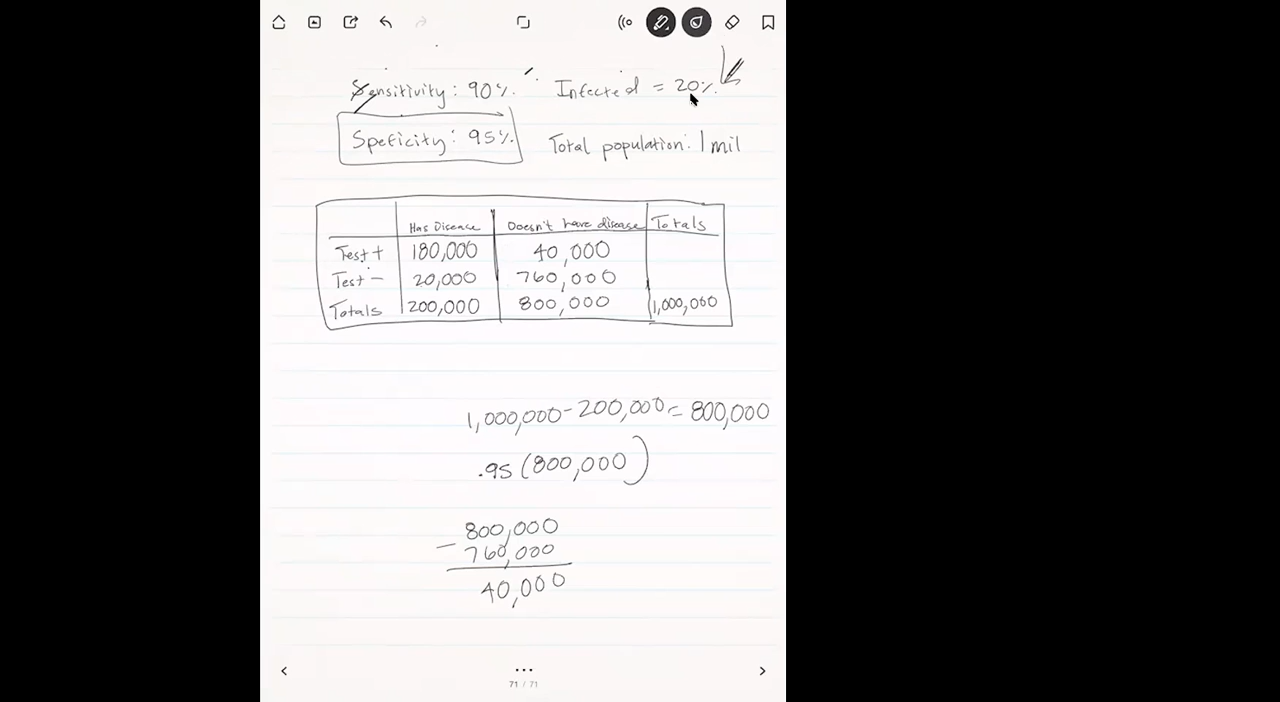 Sensitivity: 90% Infected = 20%
Speficity: 95% Total population: 1 mil
Has Disease Doesn't have disease Totals
Test + 180,000 40,000
Test - 20,000 760,000
Totals 200,000 800,000 1,000,000
1,000,000 - 200,000 = 800,000
.95 (800,000)
800,000
- 760,000
40,000
71 / 71